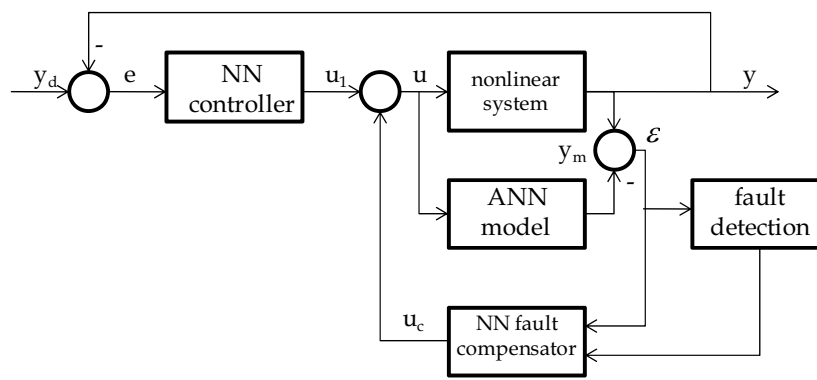 -
y_d
e
NN
controller
u_1
u
nonlinear
system
y
y_m
ε
-
ANN
model
fault
detection
u_c
NN fault
compensator